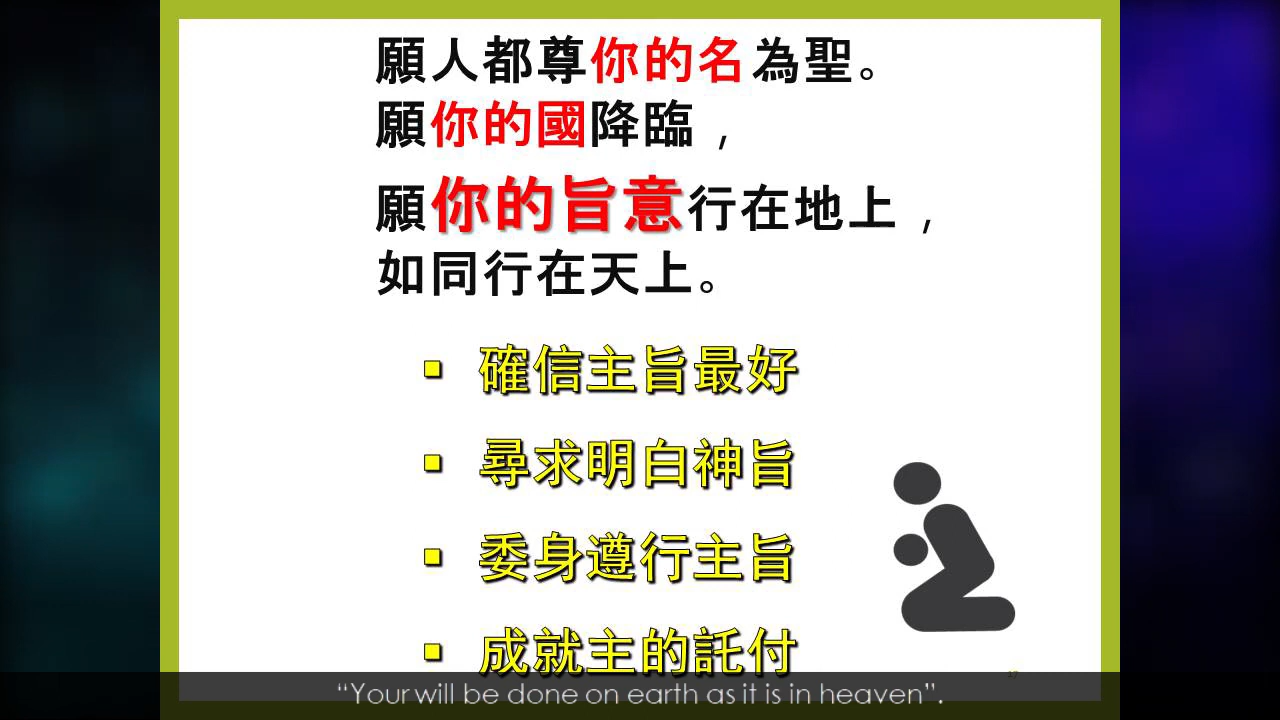 願人都尊你的名為聖。
願你的國降臨，
願你的旨意行在地上，
如同行在天上。
▪ 確信主旨最好
▪ 尋求明白神旨
▪ 委身遵行主旨
▪ 成就主的託付
“Your will be done on earth as it is in heaven”.